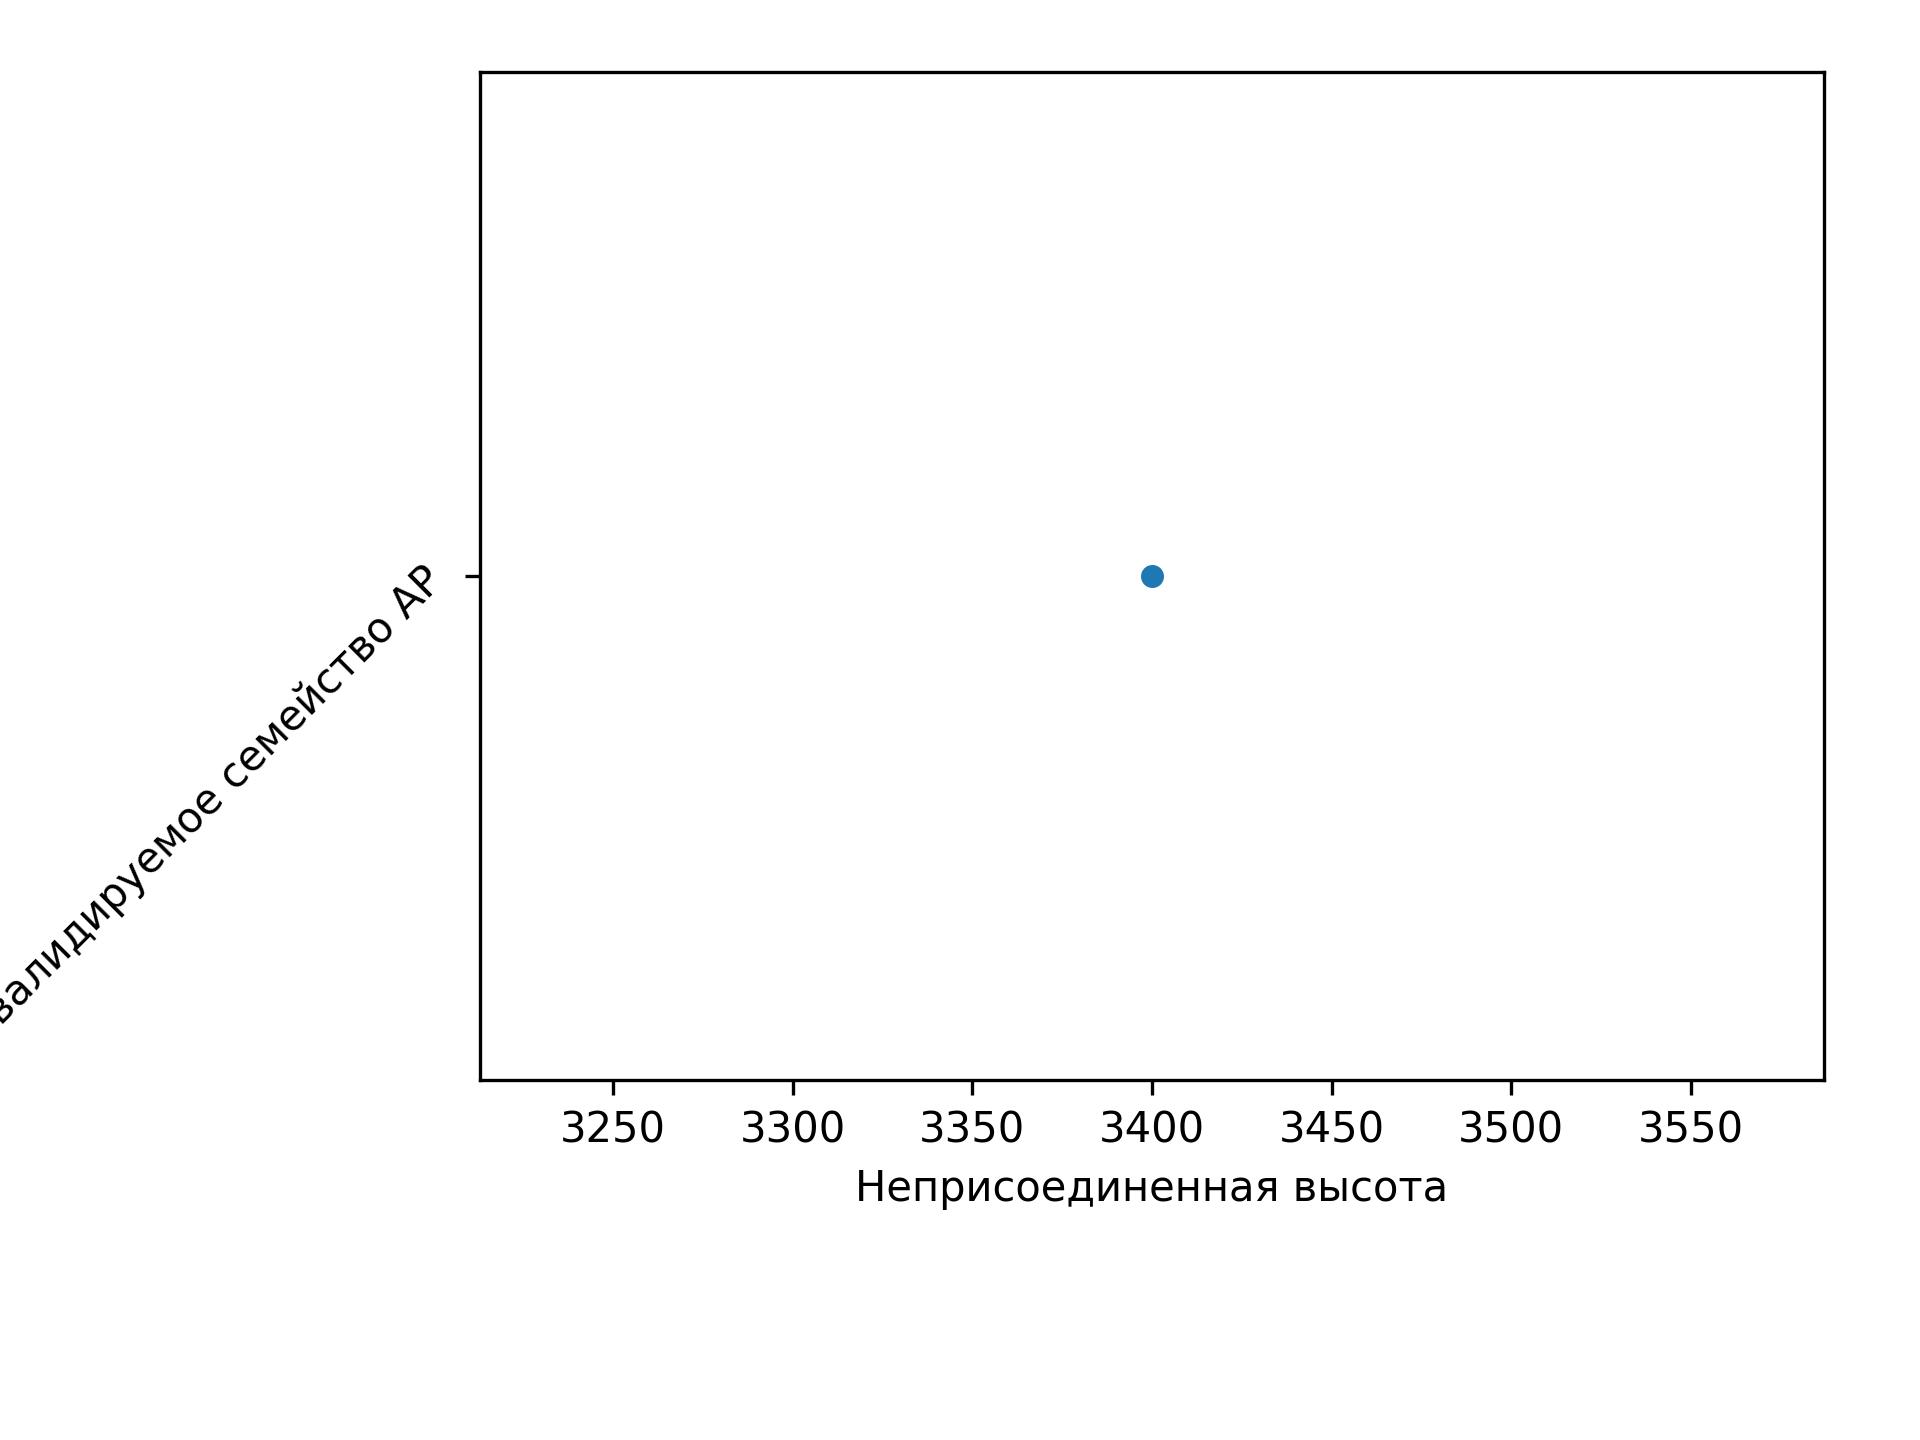 валидируемое семейство АР
3250 3300 3350 3400 3450 3500 3550
Неприсоединенная высота